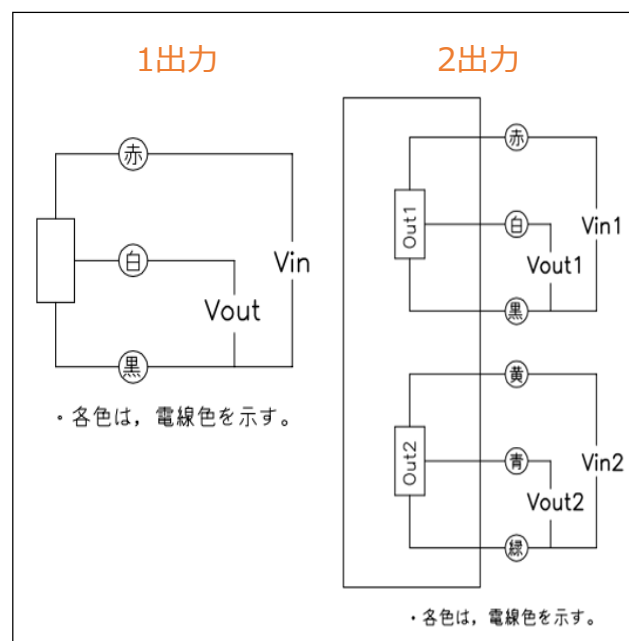 1出力
赤
白
Vin
Vout
黒
・各色は，電線色を示す。
2出力
赤
Out1
白
Vin1
Vout1
黒
黄
Out2
青
Vin2
Vout2
緑
・各色は，電線色を示す。